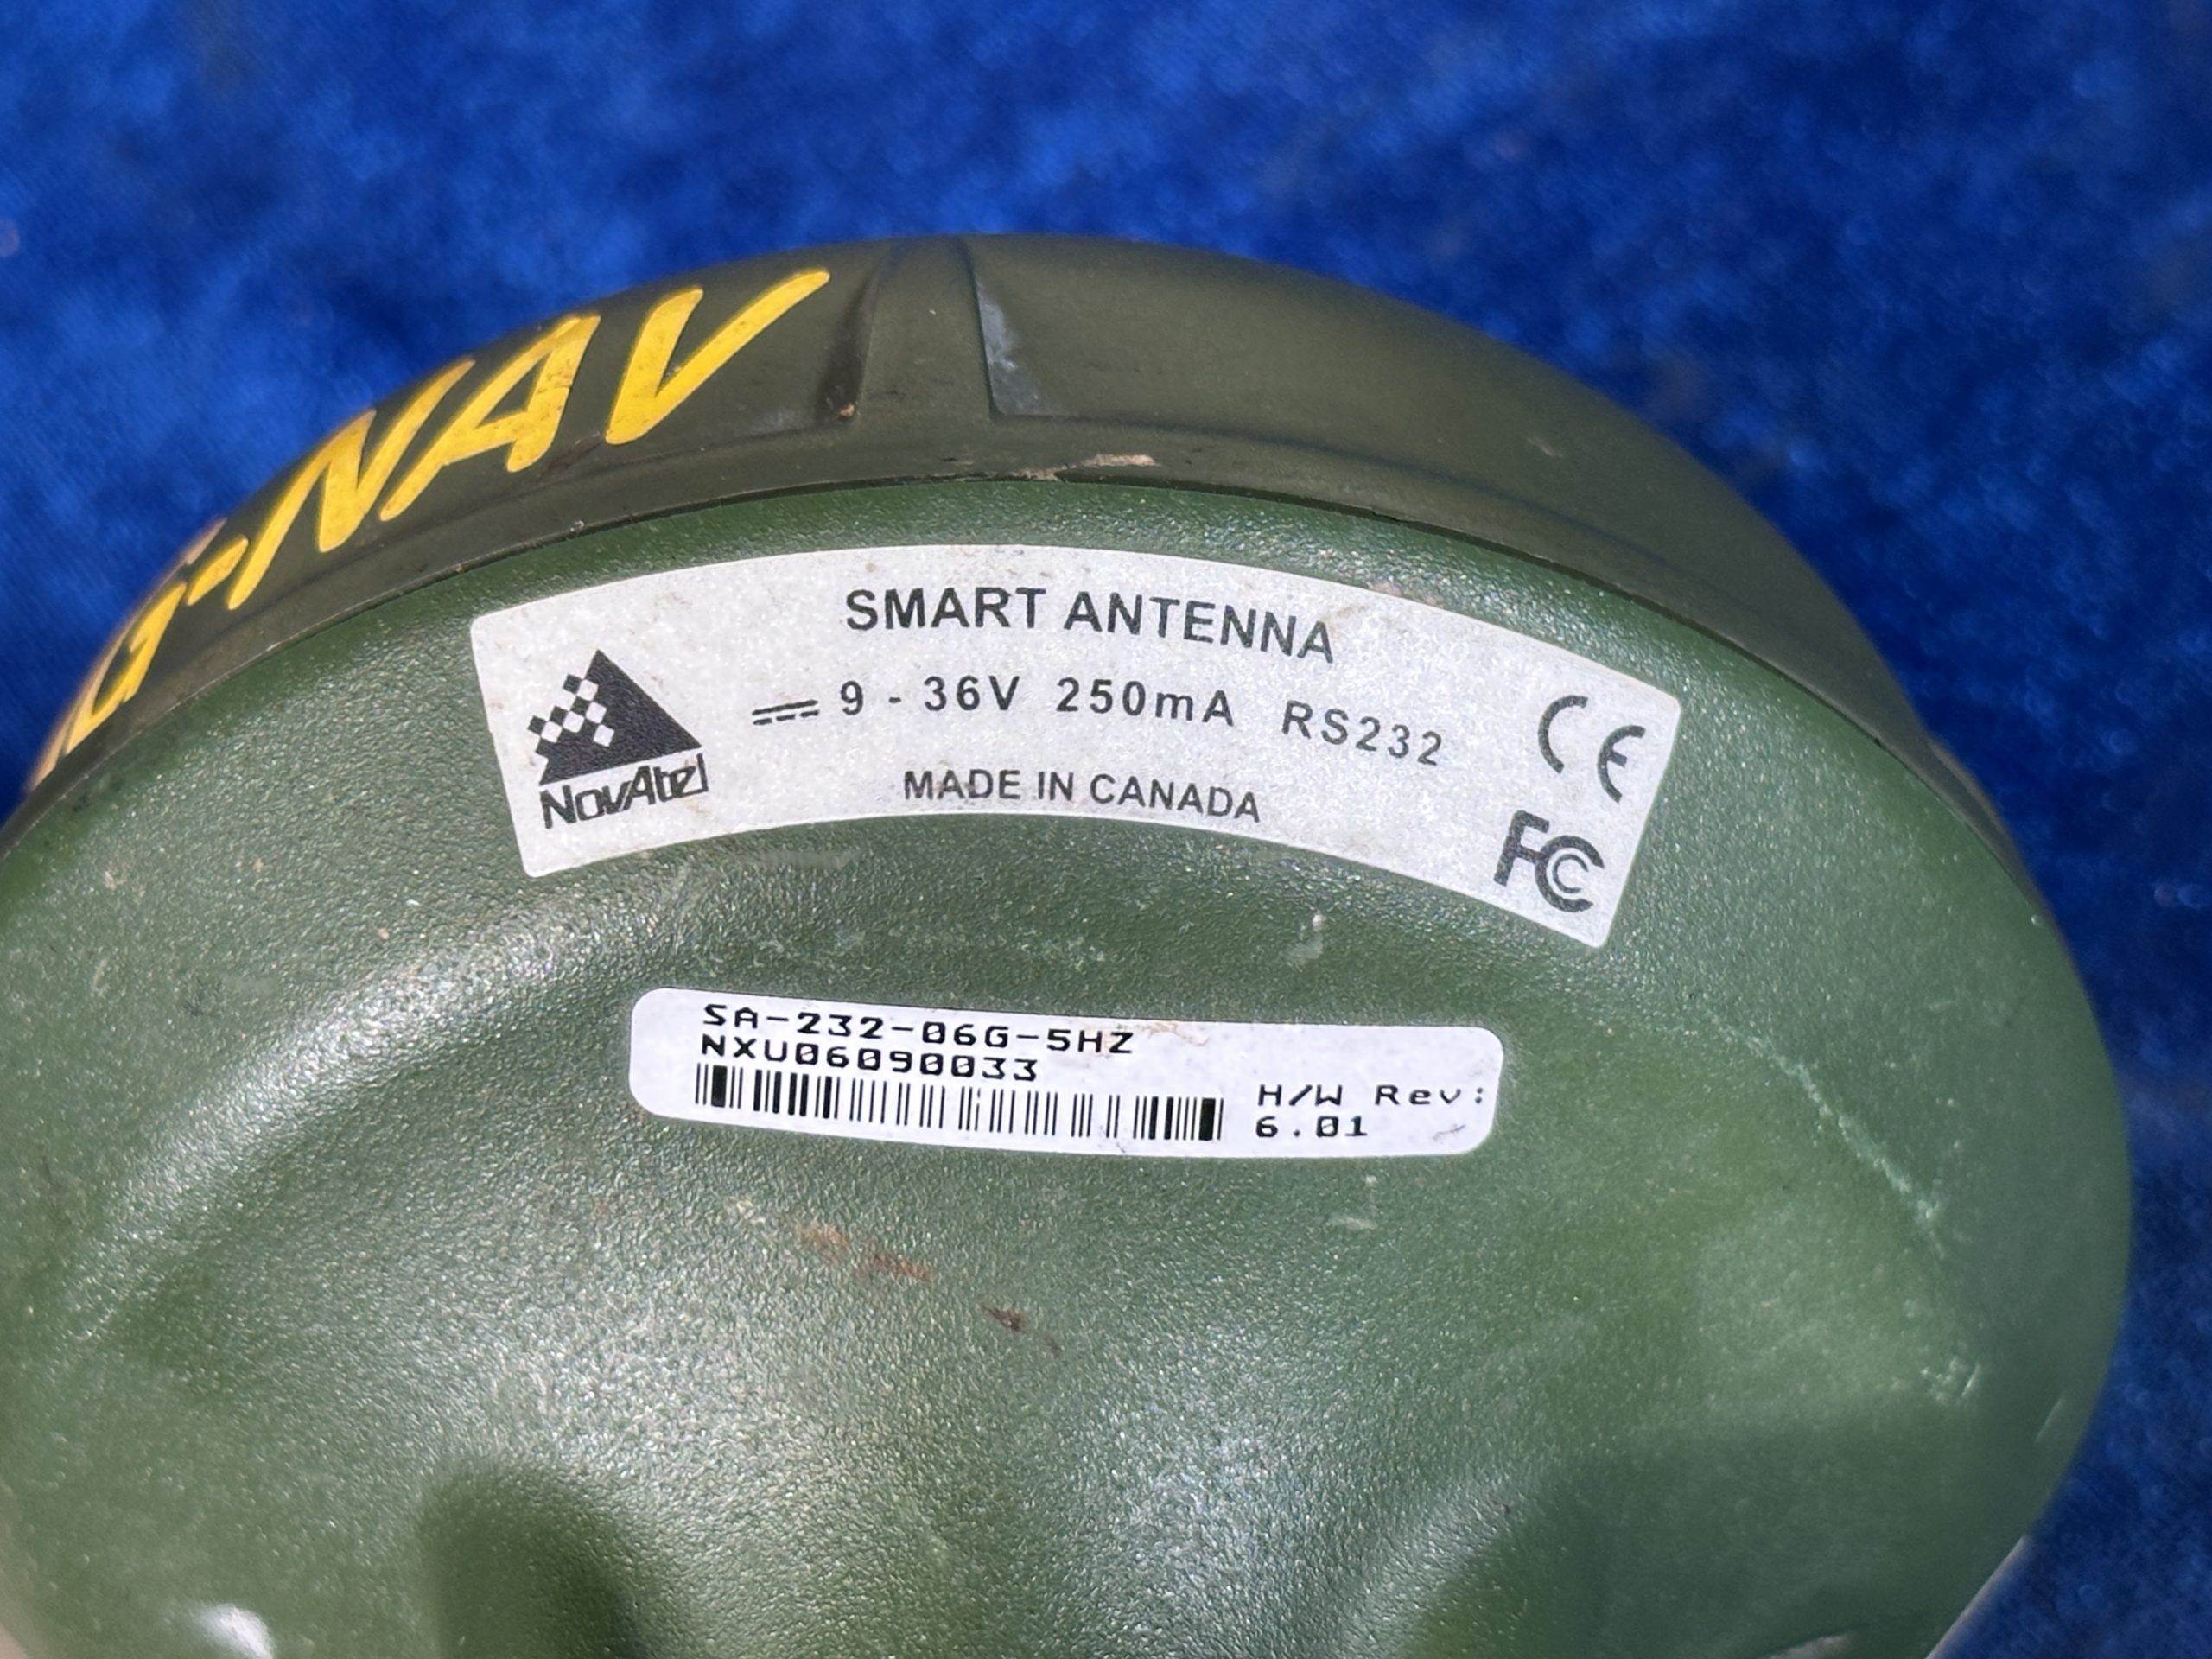 G-NAV
SMART ANTENNA
9 - 36V 250mA RS232
MADE IN CANADA
NovAtel
CE
FC
SA-232-06G-5HZ
NXU06090033
H/W Rev:
6.01